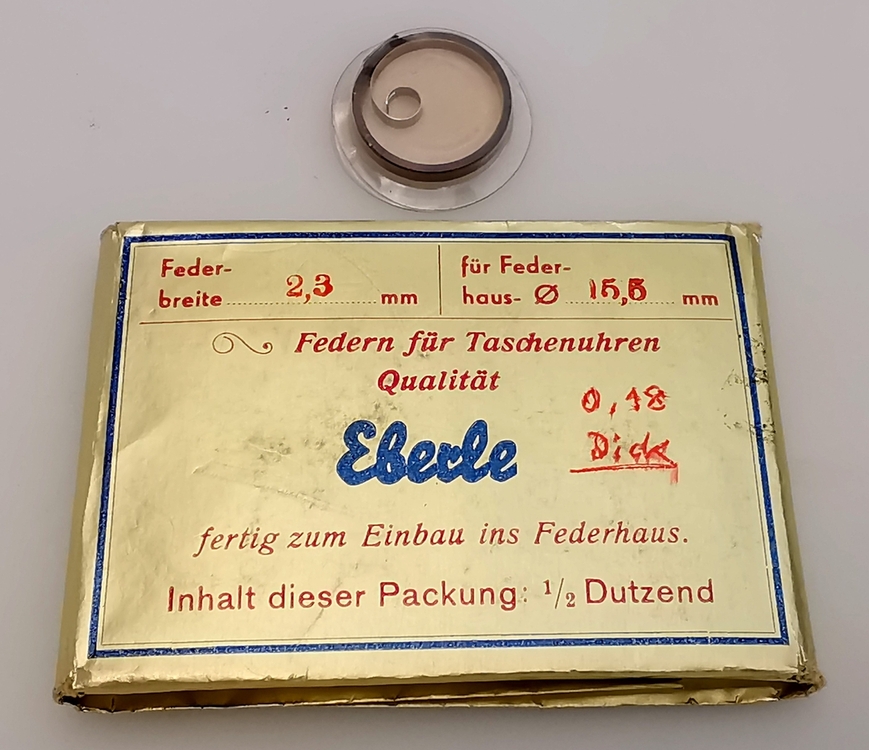 Feder-
breite 2,3 mm
für Feder-
haus- Ø 15,5 mm
Federn für Taschenuhren
Qualität
0,18
Dick
Eberle
fertig zum Einbau ins Federhaus.
Inhalt dieser Packung: 1/2 Dutzend